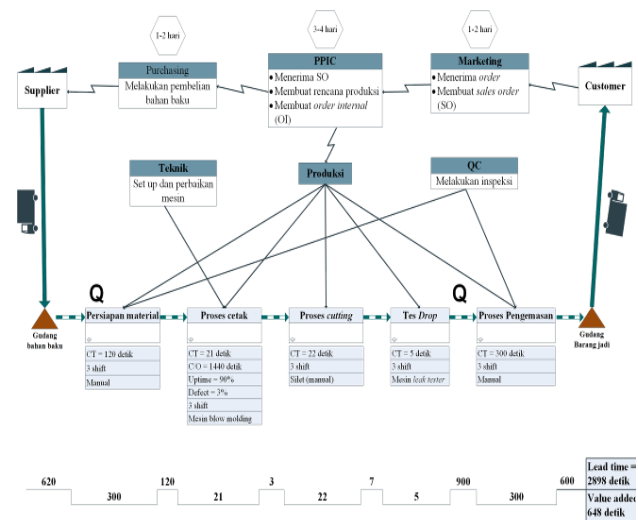 1-2 hari
3-4 hari
1-2 hari
Supplier
Purchasing
Melakukan pembelian
bahan baku
PPIC
•Menerima SO
•Membuat rencana produksi
•Membuat order internal
(OI)
Marketing
•Menerima order
•Membuat sales order
(SO)
Customer
Teknik
Set up dan perbaikan
mesin
Produksi
QC
Melakukan inspeksi
Q
Q
Gudang
bahan baku
Persiapan material
CT = 120 detik
3 shift
Manual
Proses cetak
CT = 21 detik
C/O = 1440 detik
Uptime = 90%
Defect = 3%
3 shift
Mesin blow molding
Proses cutting
CT = 22 detik
3 shift
Silet (manual)
Tes Drop
CT = 5 detik
3 shift
Mesin leak tester
Proses Pengemasan
CT = 300 detik
3 shift
Manual
Gudang
Barang jadi
620
120
3
7
900
600
300
21
22
5
300
Lead time =
2898 detik
Value added
648 detik